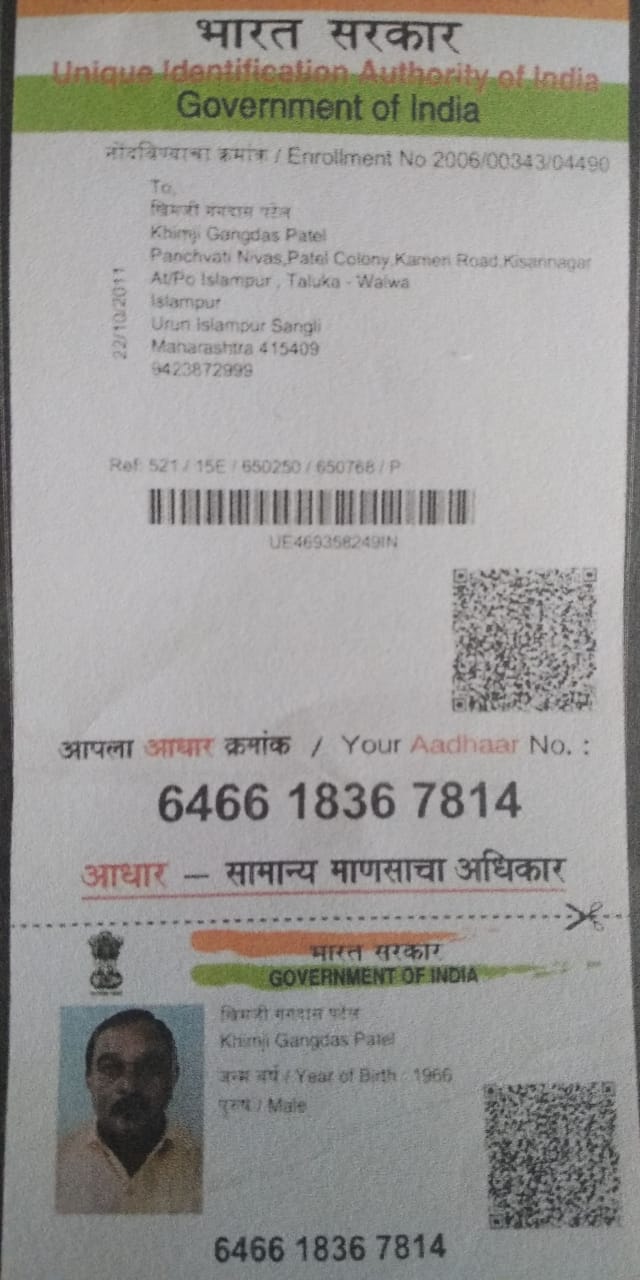 भारत सरकार
Unique Identification Authority of India
Government of India
नोंदविण्याचा क्रमांक / Enrollment No 2006/00343/04490
To,
खिमजी गंगदास पटेल
Khimji Gangdas Patel
Panchvati Nivas,Patel Colony,Kameri Road,Kisannagar
At/Po Islampur , Taluka - Walwa
Islampur
Urun Islampur Sangli
Maharashtra 415409
9423872999
22/10/2011
Ref: 521 / 15E / 650250 / 650768 / P
UE469358249IN
आपला आधार क्रमांक / Your Aadhaar No. :
6466 1836 7814
आधार — सामान्य माणसाचा अधिकार
भारत सरकार
GOVERNMENT OF INDIA
खिमजी गंगदास पटेल
Khimji Gangdas Patel
जन्म वर्ष / Year of Birth : 1966
पुरुष / Male
6466 1836 7814